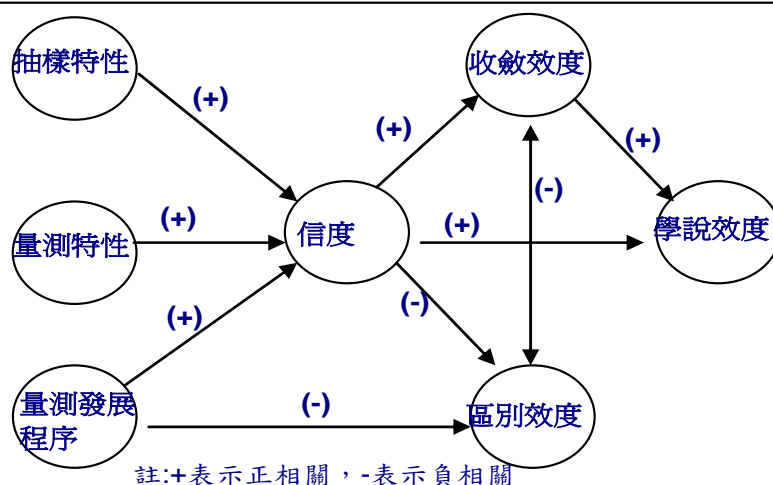 抽樣特性
收斂效度
(+)
(+)
(+)
(-)
量測特性
(+)
信度
(+)
學說效度
(+)
(-)
量測發展
程序
(-)
區別效度
註:+表示正相關，-表示負相關